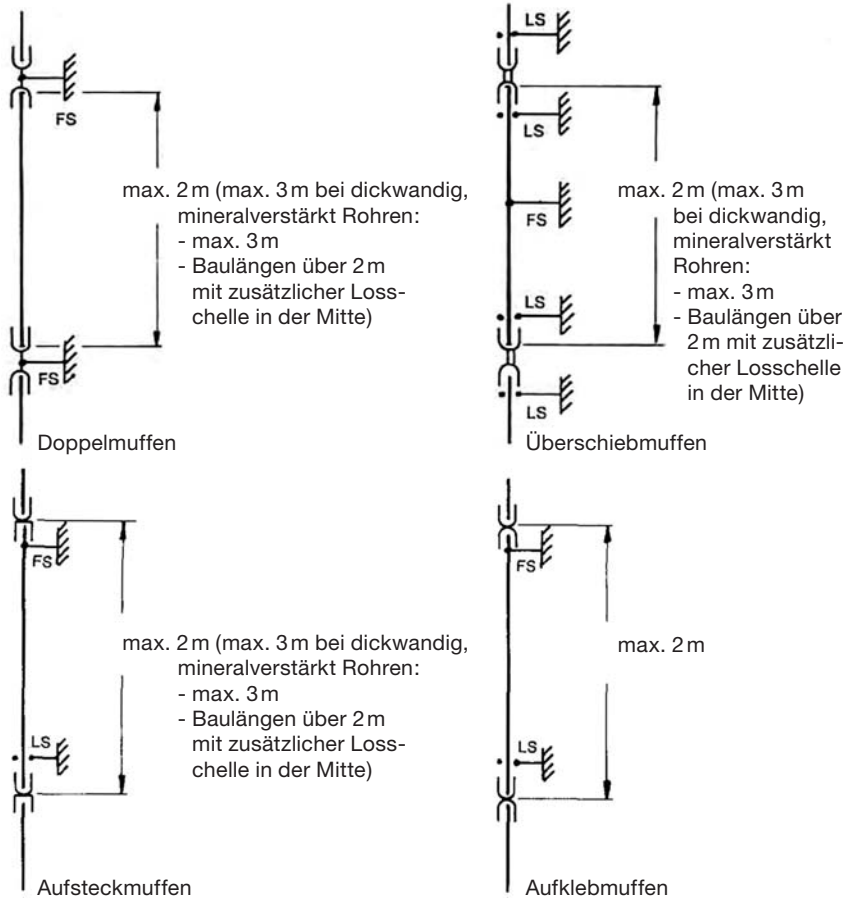 FS
max. 2 m (max. 3 m bei dickwandig,
mineralverstärkt Rohren:
- max. 3 m
- Baulängen über 2 m
mit zusätzlicher Loss-
schelle in der Mitte)
FS
Doppelmuffen
LS
LS
FS
max. 2 m (max. 3 m
bei dickwandig,
mineralverstärkt
Rohren:
- max. 3 m
- Baulängen über
2 m mit zusätzli-
cher Losschelle
in der Mitte)
LS
LS
Überschiebmuffen
FS
max. 2 m (max. 3 m bei dickwandig,
mineralverstärkt Rohren:
- max. 3 m
- Baulängen über 2 m
mit zusätzlicher Loss-
chelle in der Mitte)
LS
Aufsteckmuffen
FS
max. 2 m
LS
Aufklebmuffen